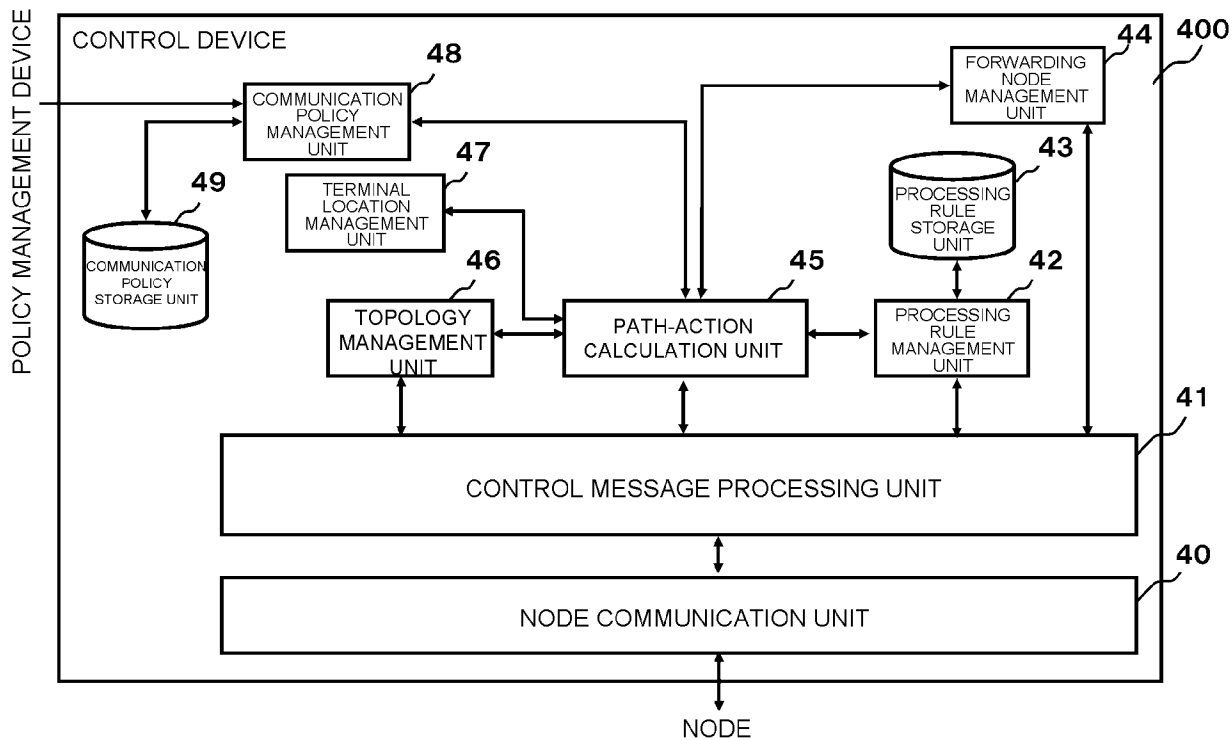 POLICY MANAGEMENT DEVICE
CONTROL DEVICE
400
48
COMMUNICATION
POLICY
MANAGEMENT
UNIT
44
FORWARDING
NODE
MANAGEMENT
UNIT
47
TERMINAL
LOCATION
MANAGEMENT
UNIT
43
PROCESSING
RULE
STORAGE
UNIT
49
COMMUNICATION
POLICY
STORAGE UNIT
46
TOPOLOGY
MANAGEMENT
UNIT
45
PATH-ACTION
CALCULATION UNIT
42
PROCESSING
RULE
MANAGEMENT
UNIT
41
CONTROL MESSAGE PROCESSING UNIT
40
NODE COMMUNICATION UNIT
NODE